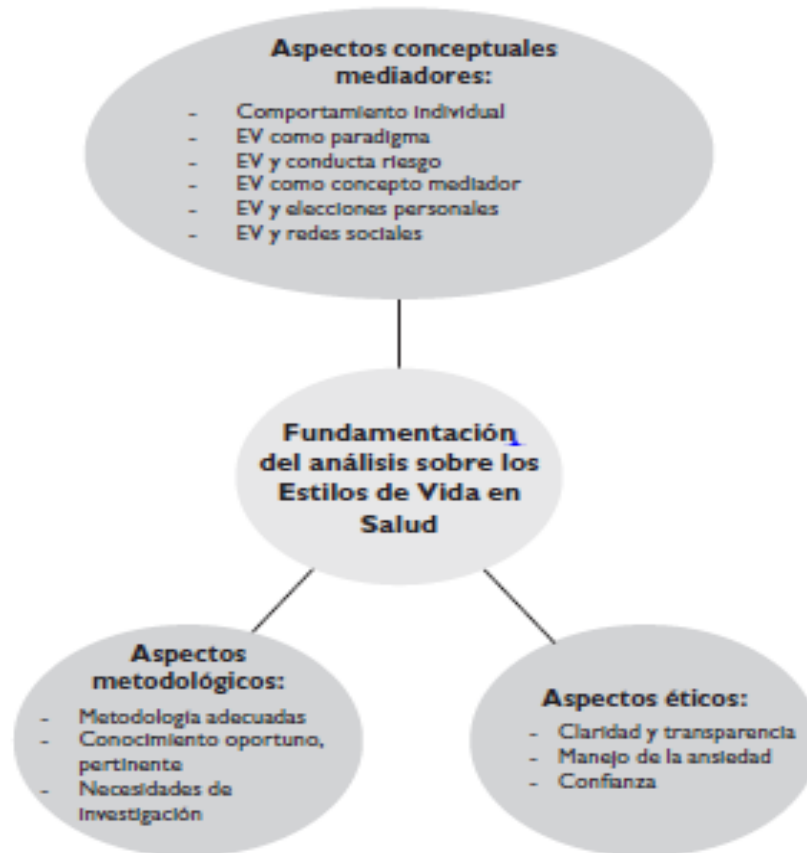 Aspectos conceptuales
mediadores:
- Comportamiento individual
- EV como paradigma
- EV y conducta riesgo
- EV como concepto mediador
- EV y elecciones personales
- EV y redes sociales
Fundamentación
del análisis sobre los
Estilos de Vida en
Salud
Aspectos
metodológicos:
- Metodología adecuadas
- Conocimiento oportuno,
pertinente
- Necesidades de
investigación
Aspectos éticos:
- Claridad y transparencia
- Manejo de la ansiedad
- Confianza